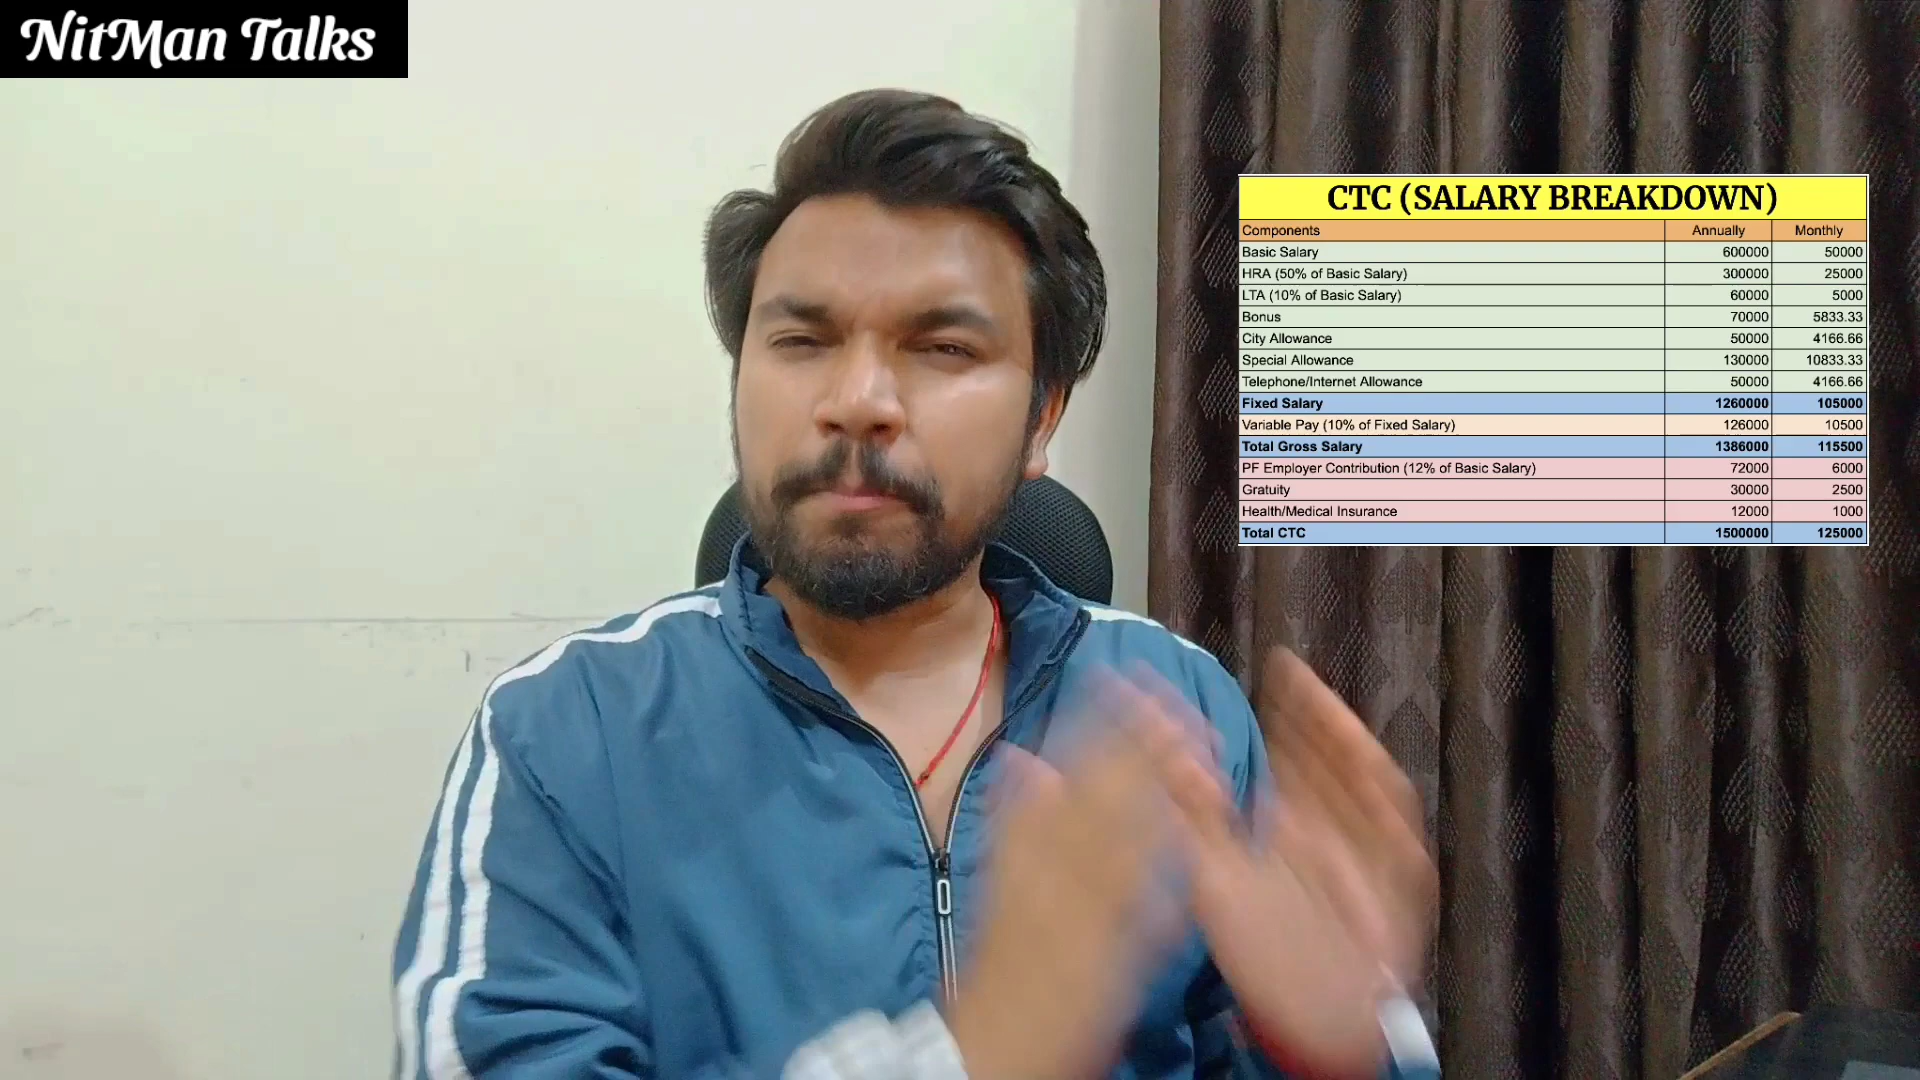 NitMan Talks
CTC (SALARY BREAKDOWN)
Components Annually Monthly
Basic Salary 600000 50000
HRA (50% of Basic Salary) 300000 25000
LTA (10% of Basic Salary) 60000 5000
Bonus 70000 5833.33
City Allowance 50000 4166.66
Special Allowance 130000 10833.33
Telephone/Internet Allowance 50000 4166.66
Fixed Salary 1260000 105000
Variable Pay (10% of Fixed Salary) 126000 10500
Total Gross Salary 1386000 115500
PF Employer Contribution (12% of Basic Salary) 72000 6000
Gratuity 30000 2500
Health/Medical Insurance 12000 1000
Total CTC 1500000 125000